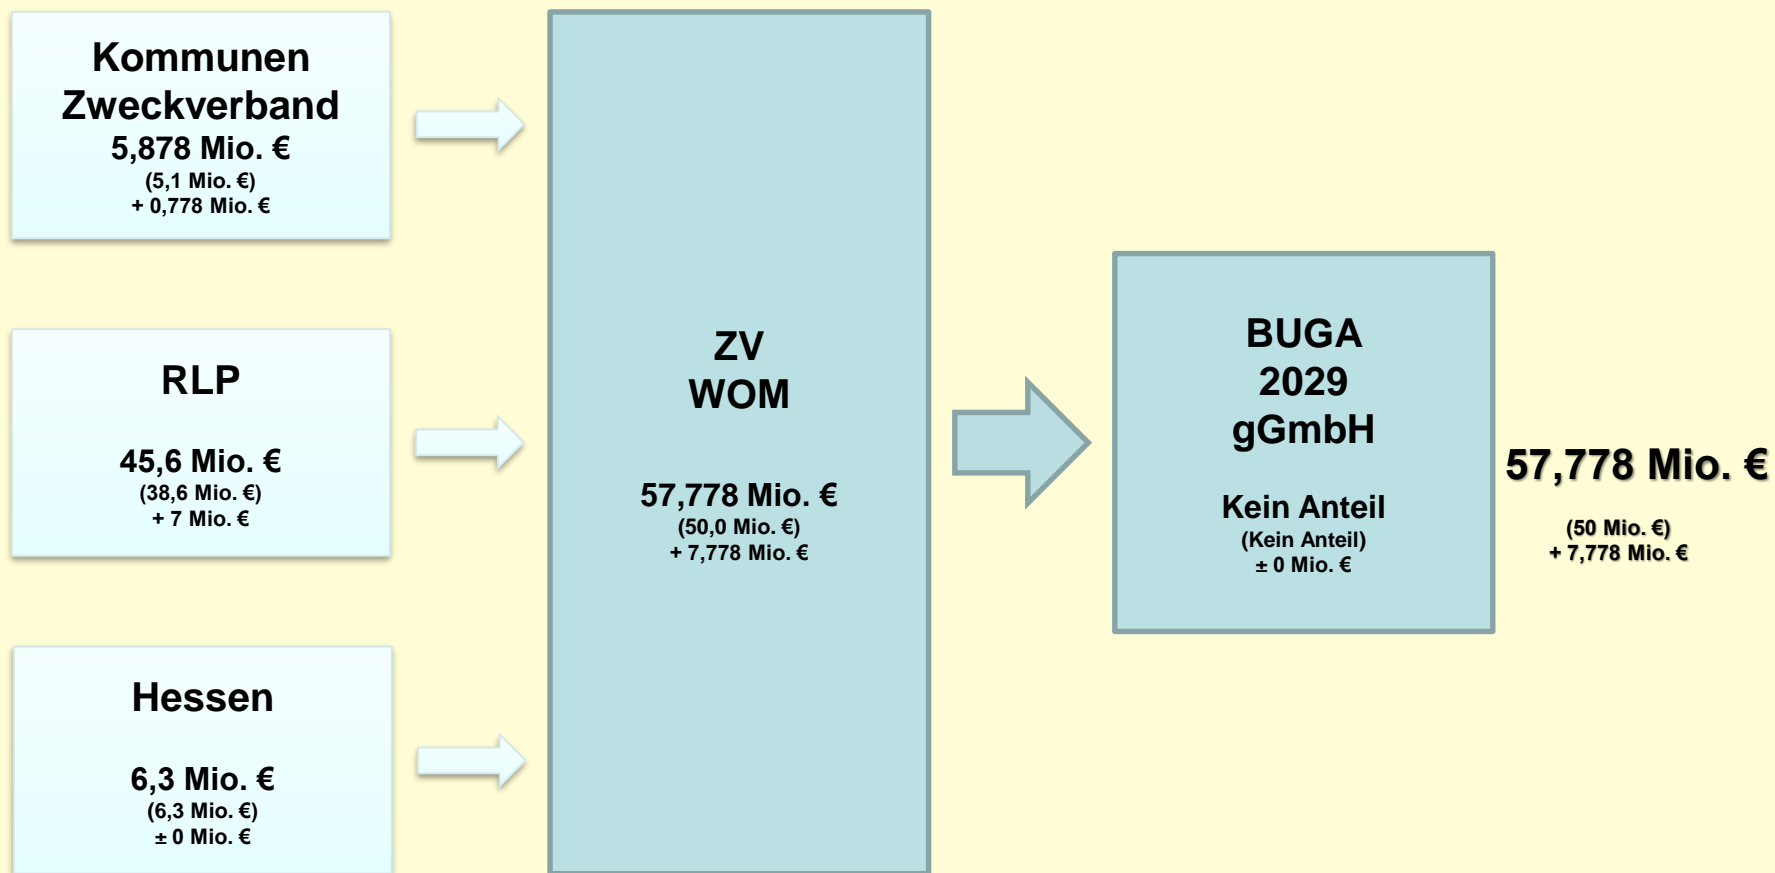 Kommunen
Zweckverband
5,878 Mio. €
(5,1 Mio. €)
+ 0,778 Mio. €
RLP
45,6 Mio. €
(38,6 Mio. €)
+ 7 Mio. €
Hessen
6,3 Mio. €
(6,3 Mio. €)
± 0 Mio. €
ZV
WOM
57,778 Mio. €
(50,0 Mio. €)
+ 7,778 Mio. €
BUGA
2029
gGmbH
Kein Anteil
(Kein Anteil)
± 0 Mio. €
57,778 Mio. €
(50 Mio. €)
+ 7,778 Mio. €